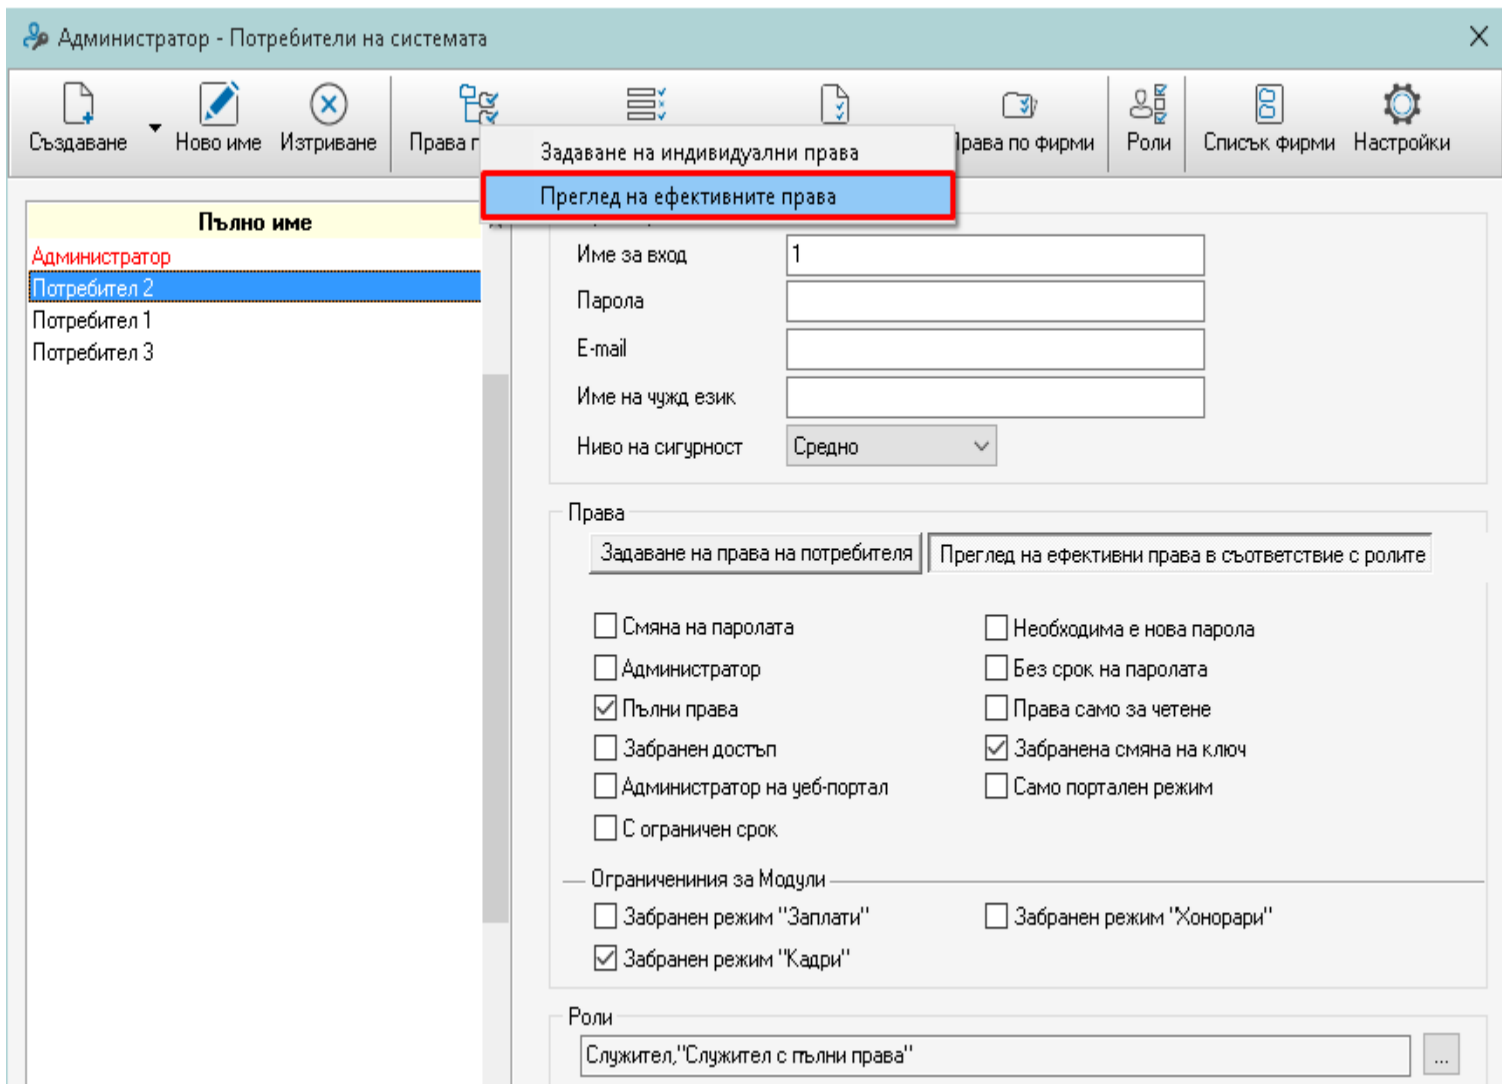 Администратор - Потребители на системата
Създаване Ново име Изтриване Права по фирми Роли Списък фирми Настройки
Задаване на индивидуални права
Преглед на ефективните права
Пълно име
Администратор
Потребител 2
Потребител 1
Потребител 3
Име за вход 1
Парола
E-mail
Име на чужд език
Ниво на сигурност Средно
Права
Задаване на права на потребителя Преглед на ефективни права в съответствие с ролите
Смяна на паролата Необходима е нова парола
Администратор Без срок на паролата
Пълни права Права само за четене
Забранен достъп Забранена смяна на ключ
Администратор на уеб-портал Само портален режим
С ограничен срок
Ограниченния за Модули
Забранен режим "Заплати" Забранен режим "Хонорари"
Забранен режим "Кадри"
Роли
Служител,"Служител с пълни права" ...